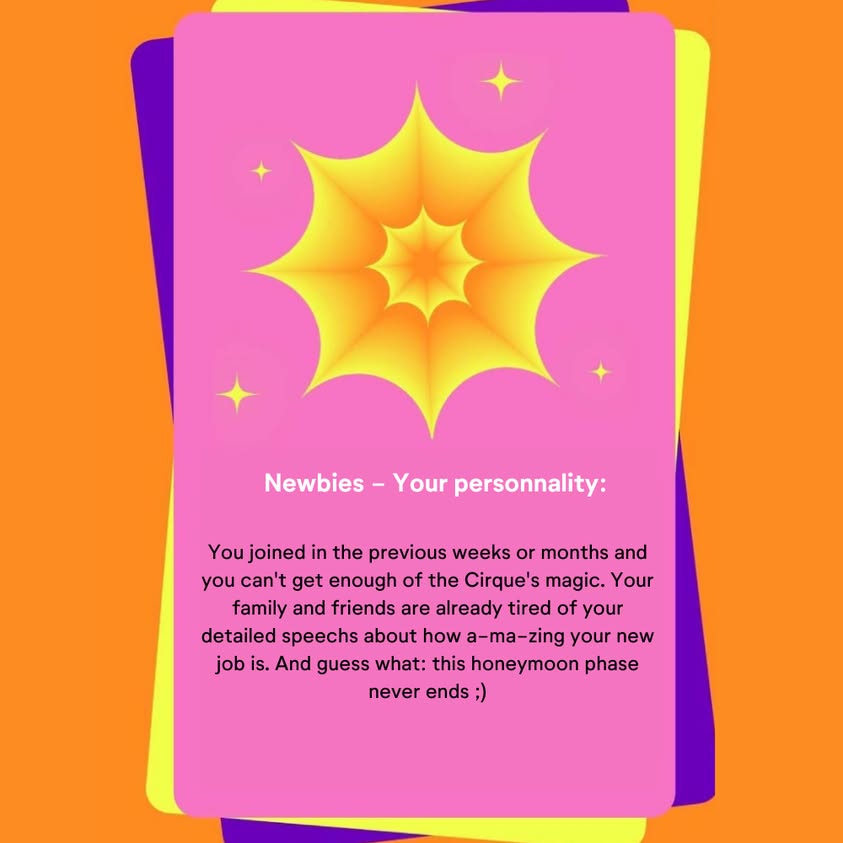 Newbies – Your personnality:
You joined in the previous weeks or months and
you can't get enough of the Cirque's magic. Your
family and friends are already tired of your
detailed speechs about how a–ma–zing your new
job is. And guess what: this honeymoon phase
never ends ;)